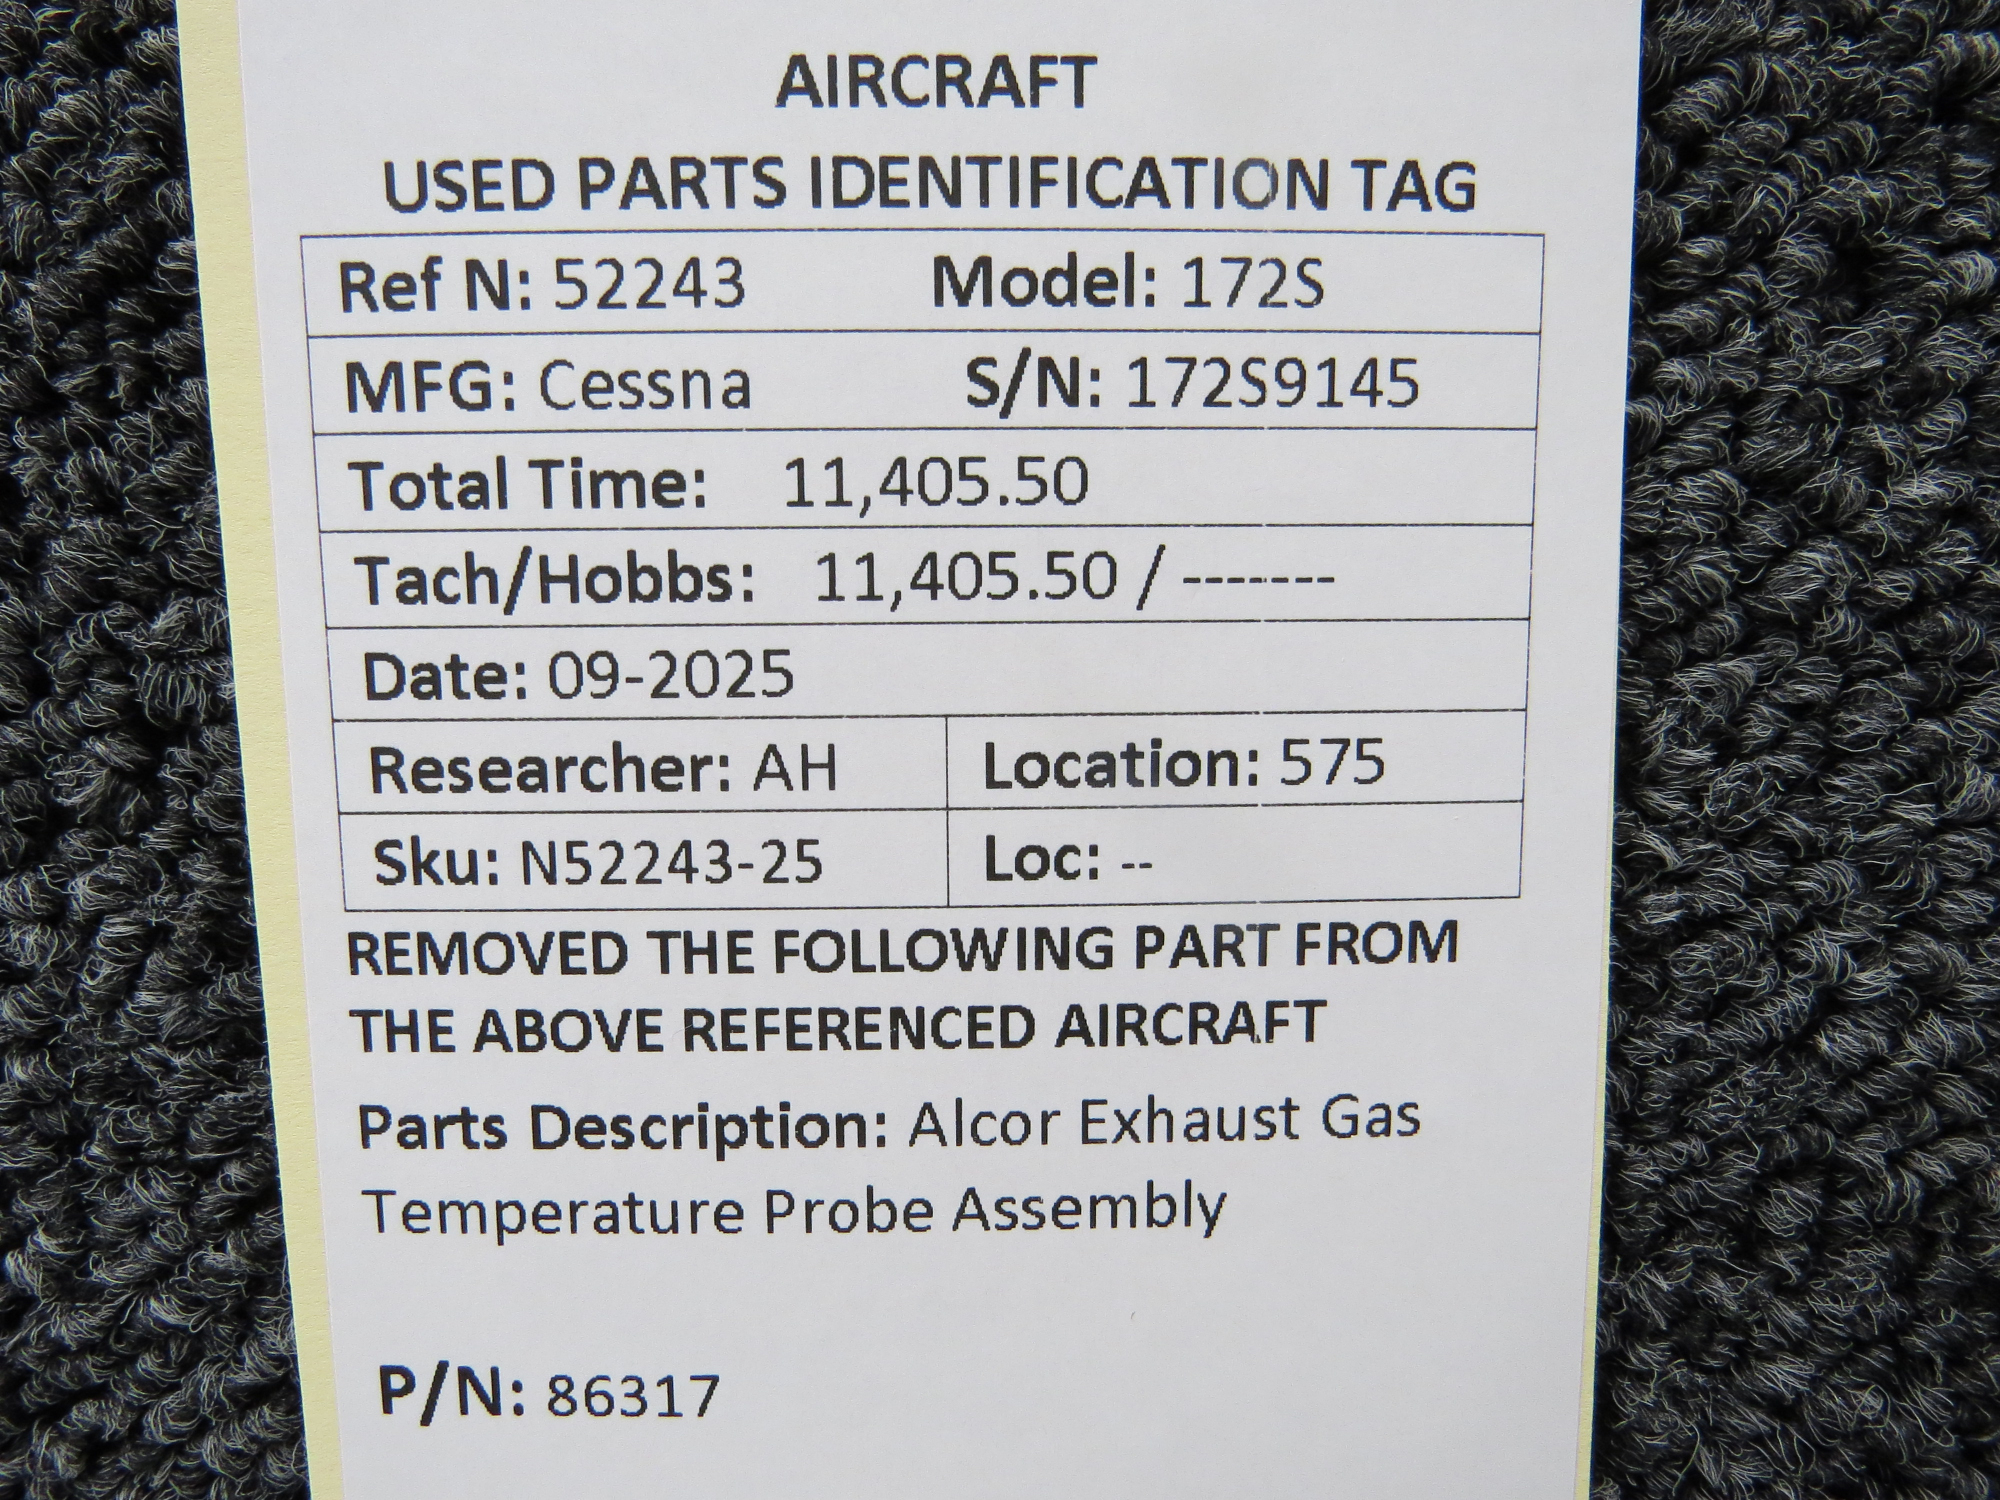 AIRCRAFT
USED PARTS IDENTIFICATION TAG
Ref N: 52243 Model: 172S
MFG: Cessna S/N: 172S9145
Total Time: 11,405.50
Tach/Hobbs: 11,405.50 / -------
Date: 09-2025
Researcher: AH Location: 575
Sku: N52243-25 Loc: --
REMOVED THE FOLLOWING PART FROM
THE ABOVE REFERENCED AIRCRAFT
Parts Description: Alcor Exhaust Gas
Temperature Probe Assembly
P/N: 86317